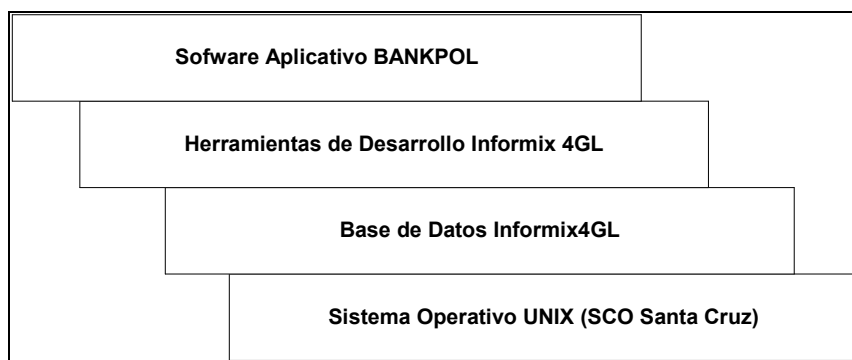 Sofware Aplicativo BANKPOL
Herramientas de Desarrollo Informix 4GL
Base de Datos Informix4GL
Sistema Operativo UNIX (SCO Santa Cruz)